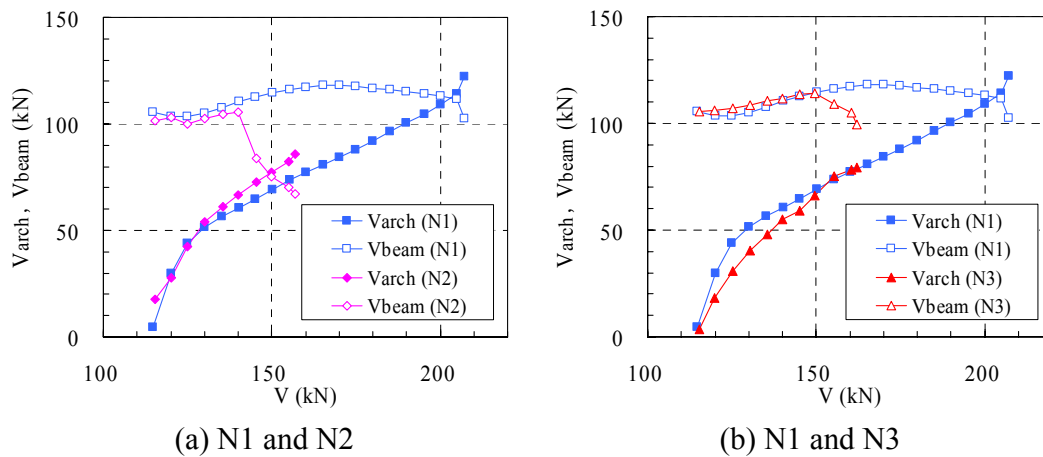 Varch , Vbeam (kN)
150
100
50
0
Varch (N1)
Vbeam (N1)
Varch (N2)
Vbeam (N2)
100 150 200
V (kN)
(a) N1 and N2
Varch , Vbeam (kN)
150
100
50
0
Varch (N1)
Vbeam (N1)
Varch (N3)
Vbeam (N3)
100 150 200
V (kN)
(b) N1 and N3